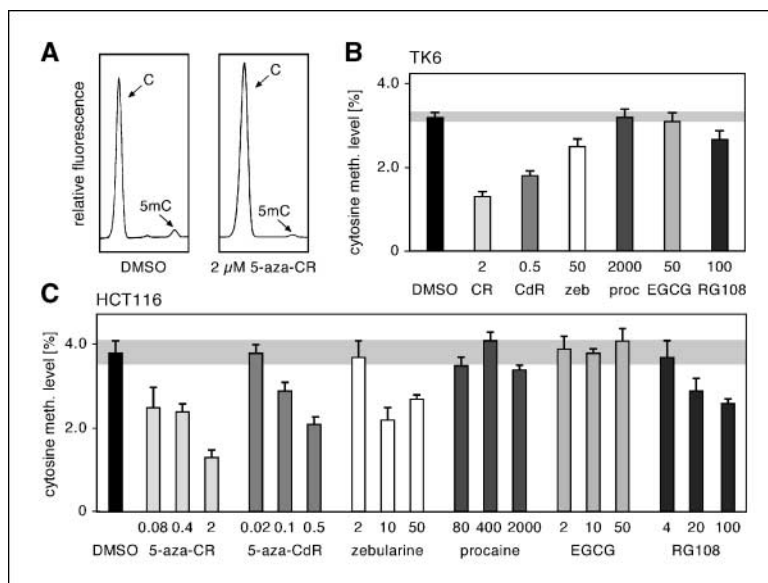 A
relative fluorescence
C
5mC
DMSO
C
5mC
2 µM 5-aza-CR
B TK6
cytosine meth. level [%]
4.0
2.0
0
2 0.5 50 2000 50 100
DMSO CR CdR zeb proc EGCG RG108
C HCT116
cytosine meth. level [%]
4.0
2.0
0
0.08 0.4 2 0.02 0.1 0.5 2 10 50 80 400 2000 2 10 50 4 20 100
DMSO 5-aza-CR 5-aza-CdR zebularine procaine EGCG RG108